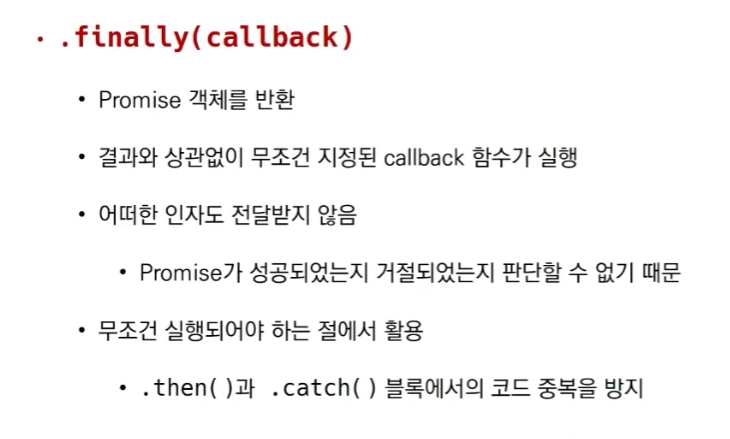 • .finally(callback)
• Promise 객체를 반환
• 결과와 상관없이 무조건 지정된 callback 함수가 실행
• 어떠한 인자도 전달받지 않음
• Promise가 성공되었는지 거절되었는지 판단할 수 없기 때문
• 무조건 실행되어야 하는 절에서 활용
• .then()과 .catch() 블록에서의 코드 중복을 방지